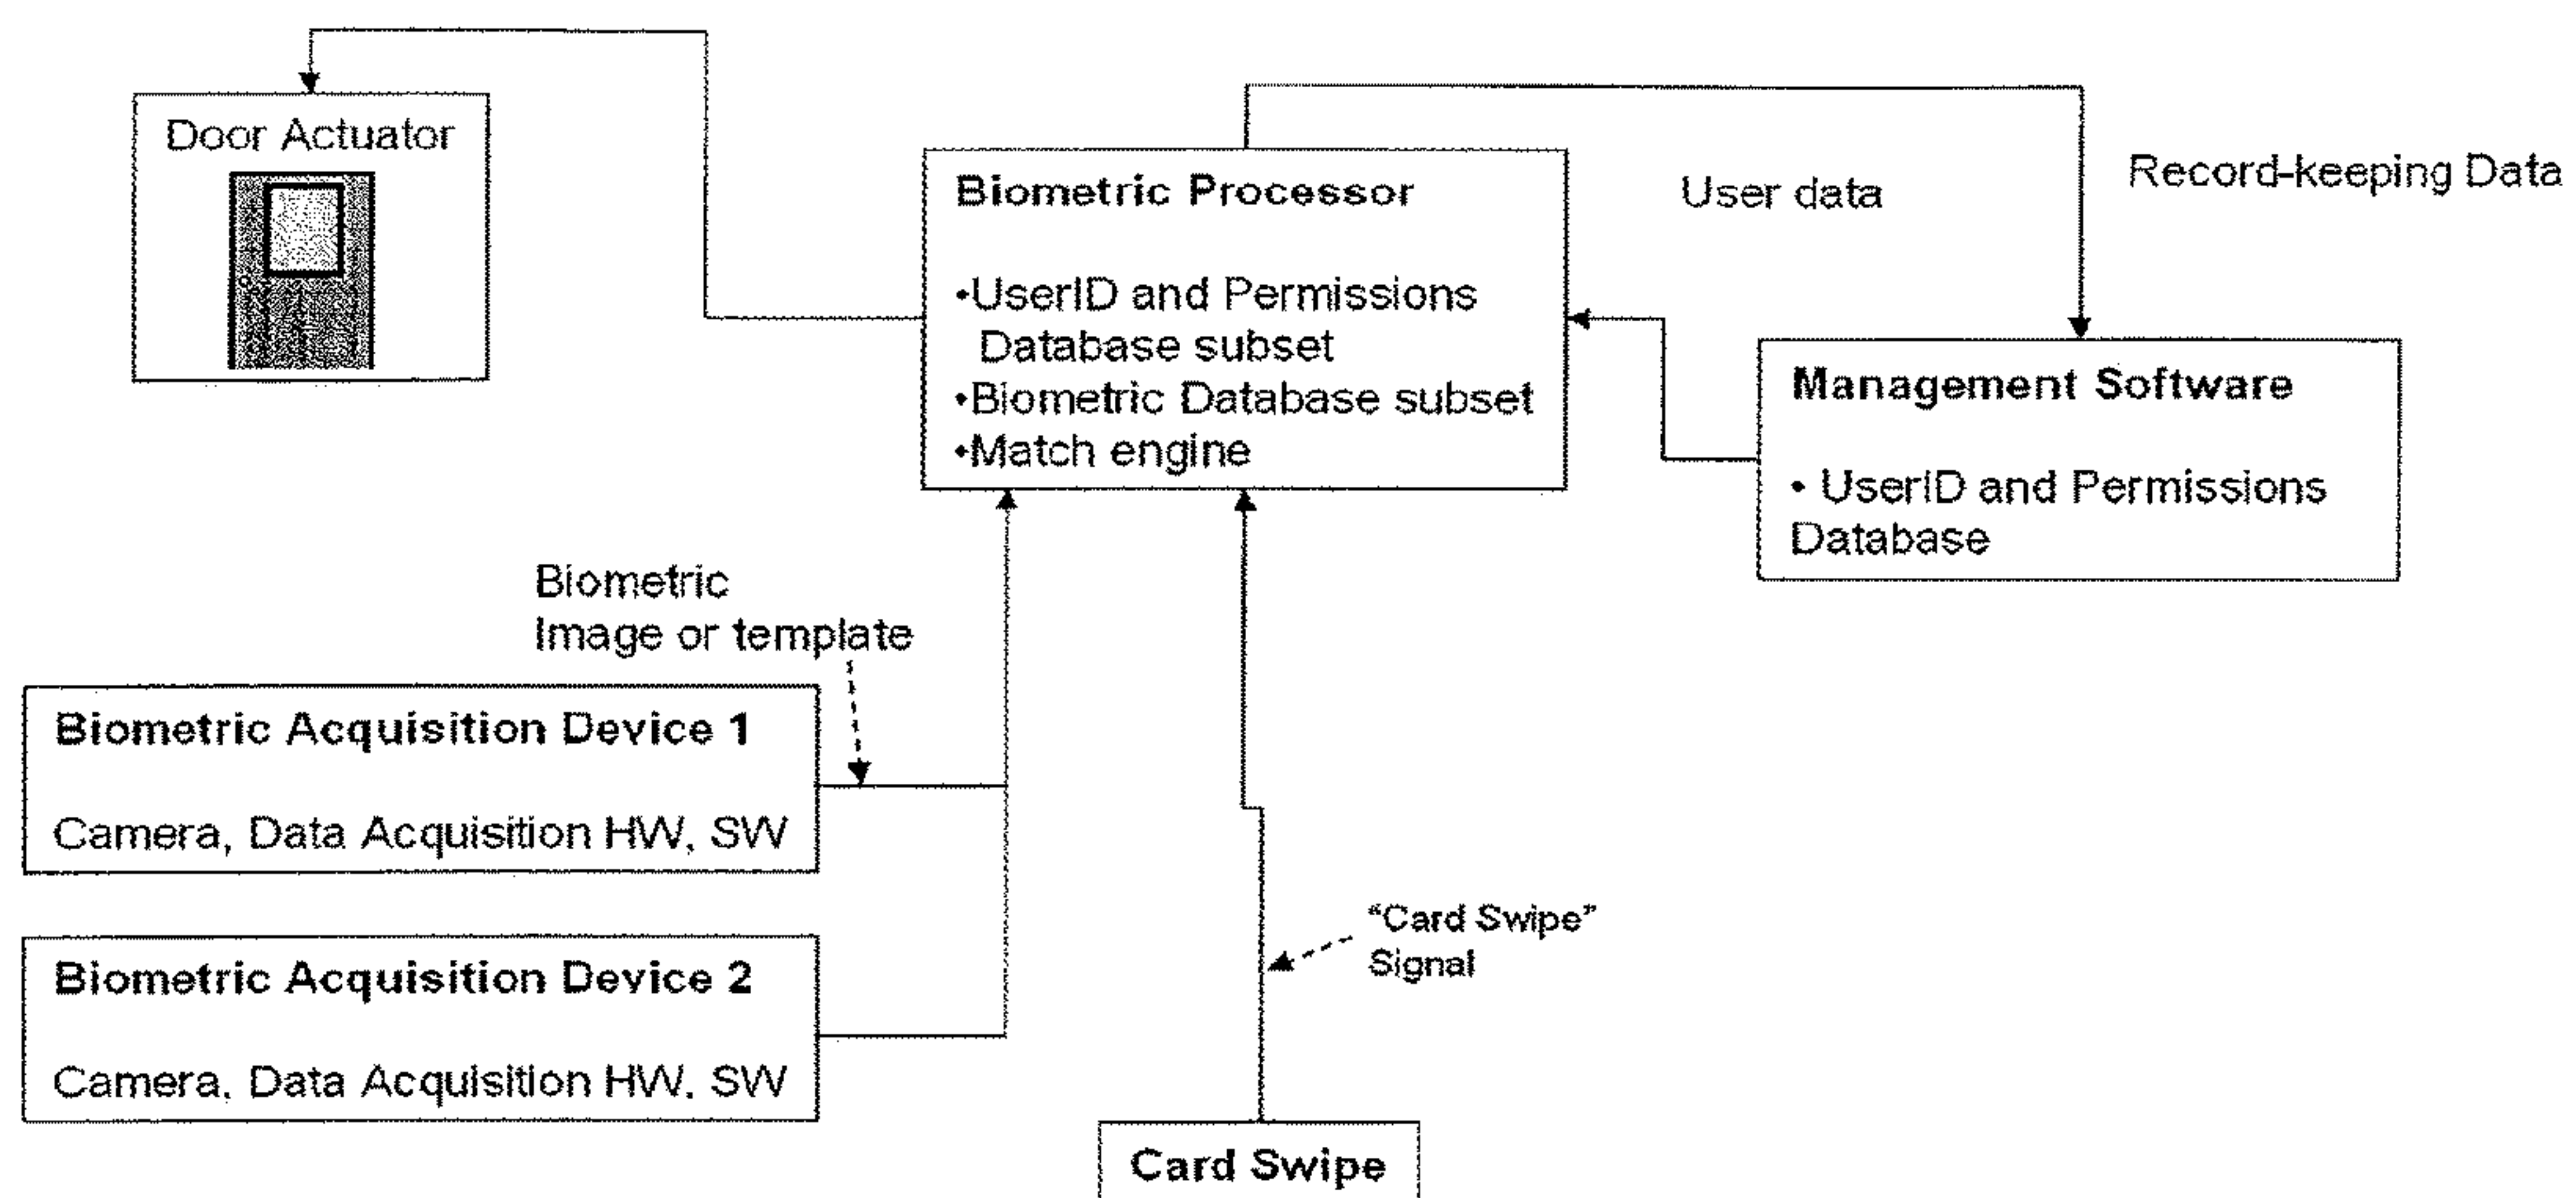 Door Actuator
Biometric Processor
•UserID and Permissions
Database subset
•Biometric Database subset
•Match engine
User data
Record-keeping Data
Management Software
• UserID and Permissions
Database
Biometric
Image or template
Biometric Acquisition Device 1
Camera, Data Acquisition HW, SW
Biometric Acquisition Device 2
Camera, Data Acquisition HW, SW
“Card Swipe”
Signal
Card Swipe